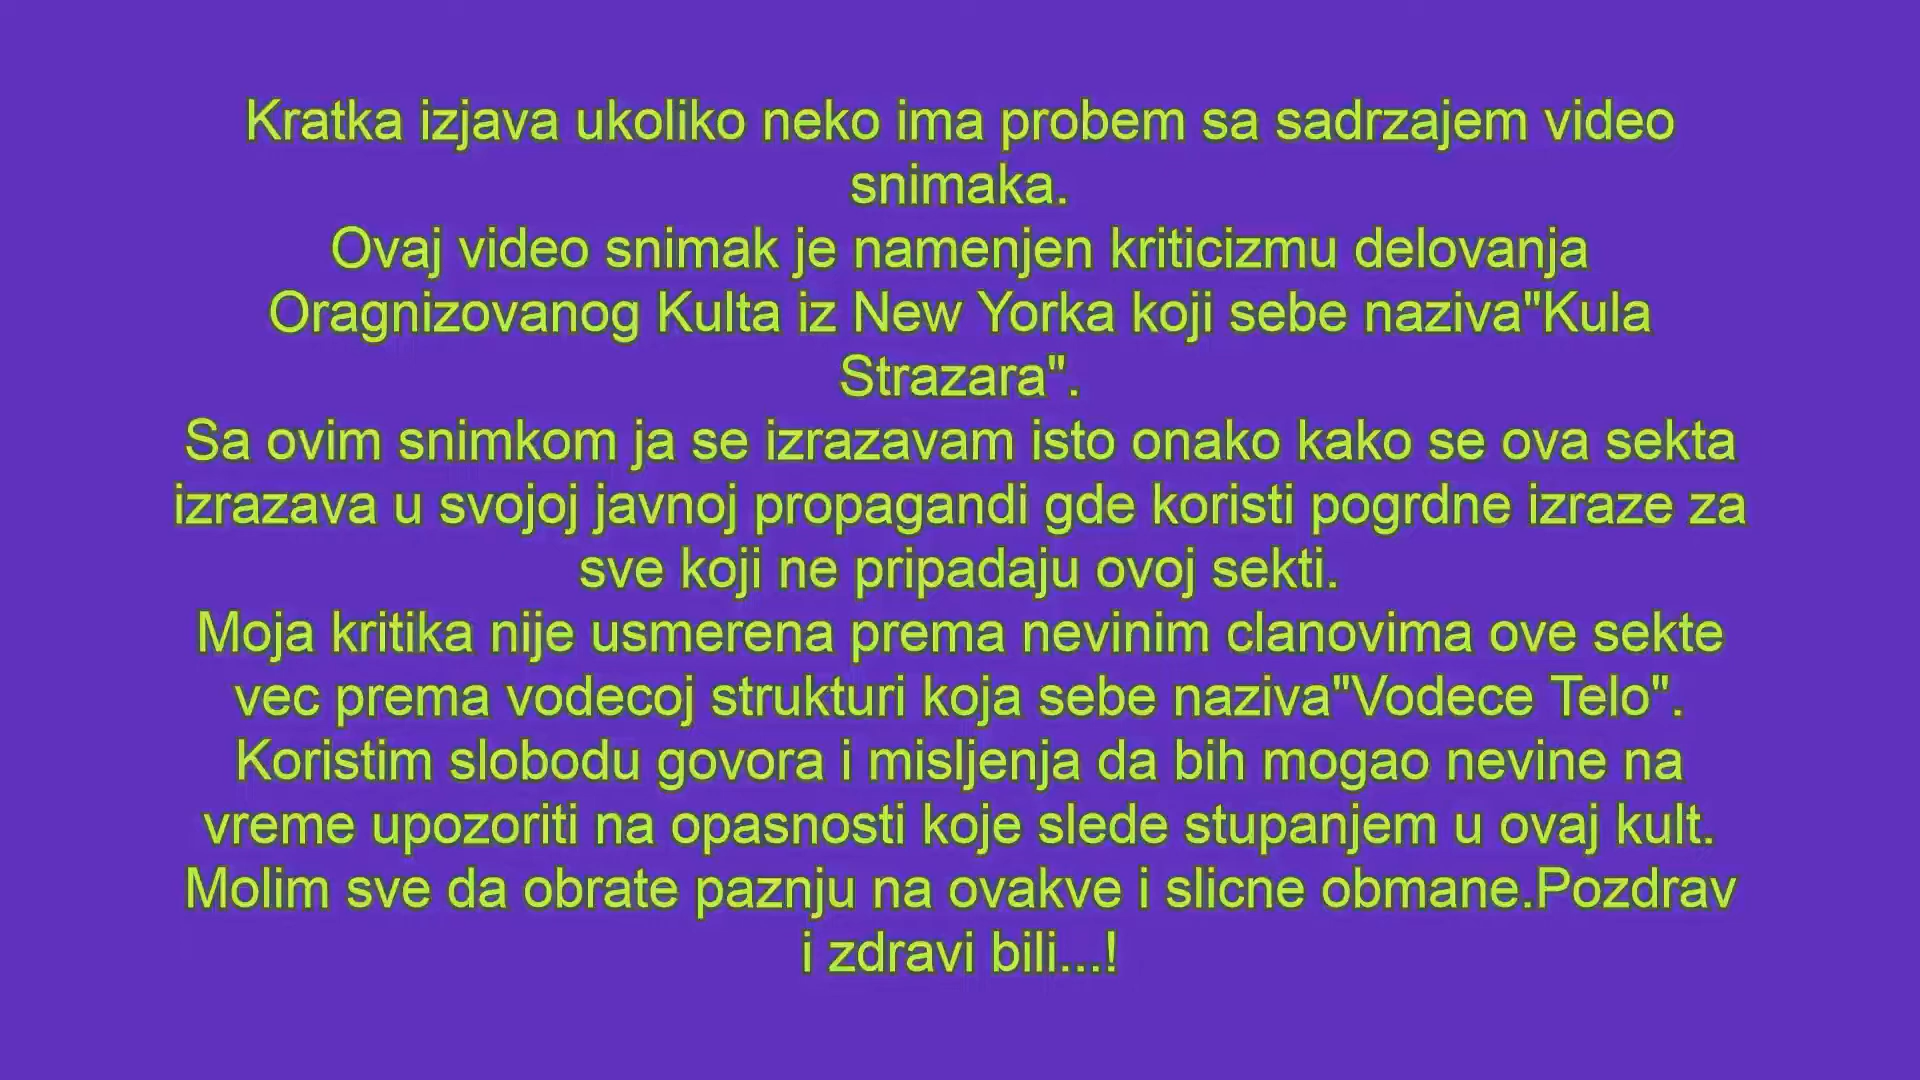 Kratka izjava ukoliko neko ima probem sa sadrzajem video
snimaka.
Ovaj video snimak je namenjen kriticizmu delovanja
Oragnizovanog Kulta iz New Yorka koji sebe naziva"Kula
Strazara".
Sa ovim snimkom ja se izrazavam isto onako kako se ova sekta
izrazava u svojoj javnoj propagandi gde koristi pogrdne izraze za
sve koji ne pripadaju ovoj sekti.
Moja kritika nije usmerena prema nevinim clanovima ove sekte
vec prema vodecoj strukturi koja sebe naziva"Vodece Telo".
Koristim slobodu govora i misljenja da bih mogao nevine na
vreme upozoriti na opasnosti koje slede stupanjem u ovaj kult.
Molim sve da obrate paznju na ovakve i slicne obmane.Pozdrav
i zdravi bili...!